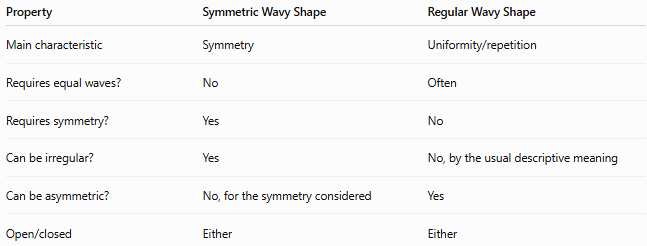 Property Symmetric Wavy Shape Regular Wavy Shape
Main characteristic Symmetry Uniformity/repetition
Requires equal waves? No Often
Requires symmetry? Yes No
Can be irregular? Yes No, by the usual descriptive meaning
Can be asymmetric? No, for the symmetry considered Yes
Open/closed Either Either